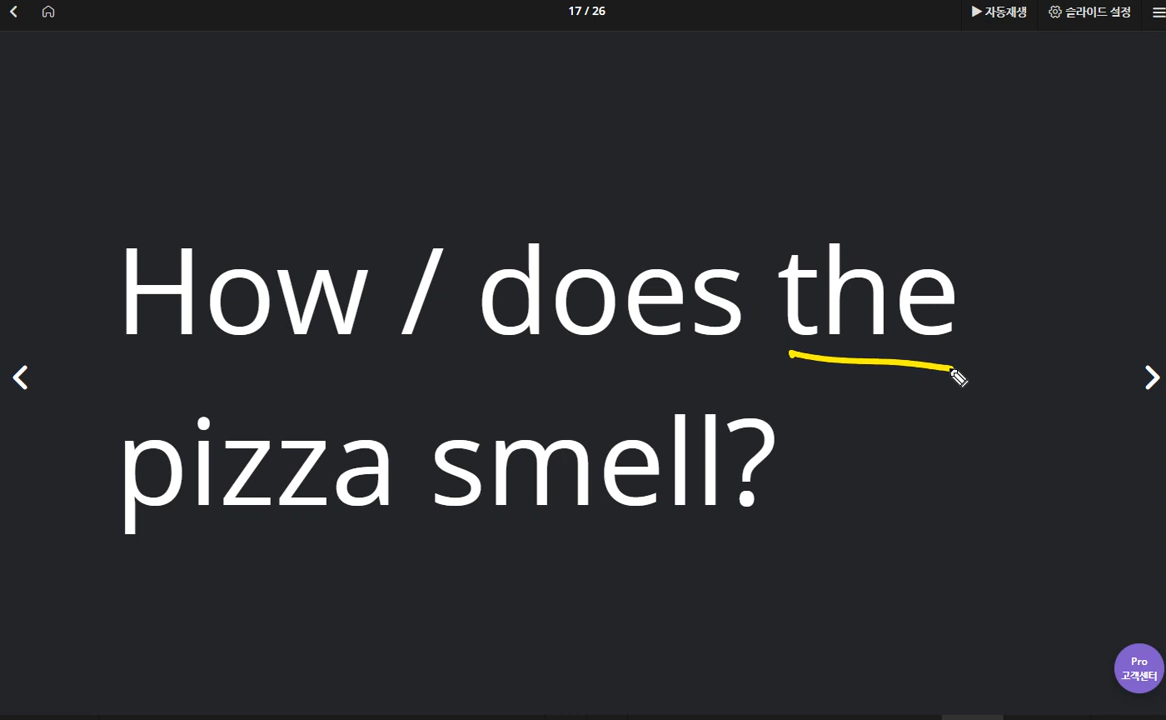 17 / 26
▶ 자동재생
슬라이드 설정
How / does the
pizza smell?
Pro
고객센터